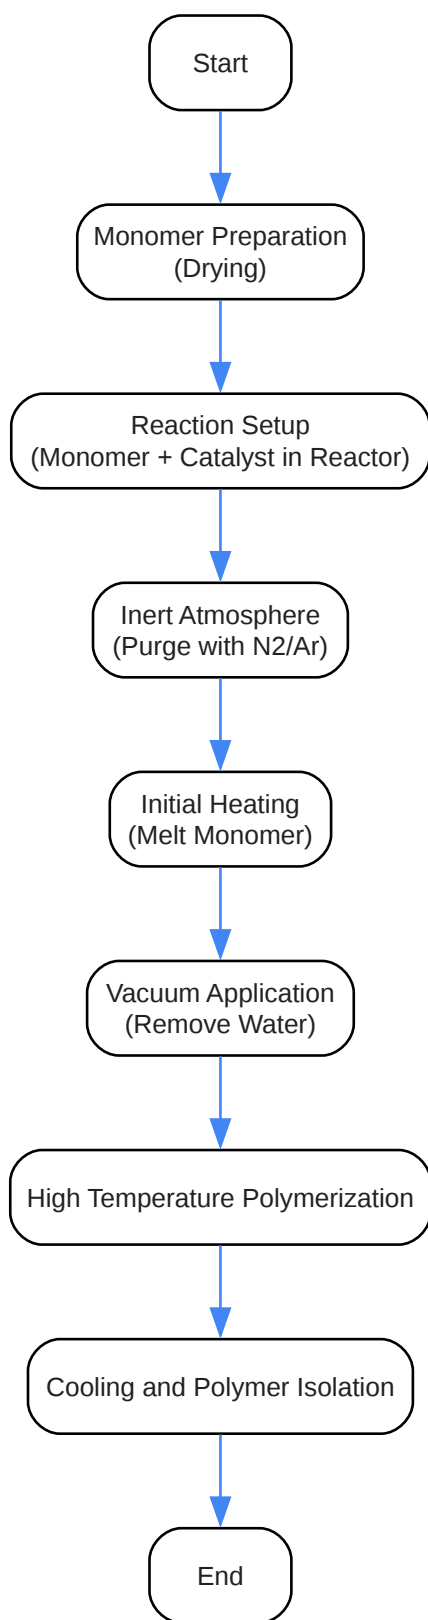 Start
Monomer Preparation
(Drying)
Reaction Setup
(Monomer + Catalyst in Reactor)
Inert Atmosphere
(Purge with N2/Ar)
Initial Heating
(Melt Monomer)
Vacuum Application
(Remove Water)
High Temperature Polymerization
Cooling and Polymer Isolation
End